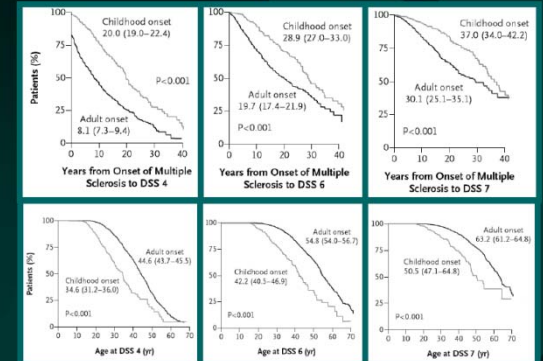 100
75
50
25
0
Patients (%)
Childhood onset
20.0 (19.0–22.4)
P<0.001
Adult onset
8.1 (7.3–9.4)
0 10 20 30 40
Years from Onset of Multiple
Sclerosis to DSS 4
100
75
50
25
0
Childhood onset
28.9 (27.0–33.0)
Adult onset
19.7 (17.4–21.9)
P<0.001
0 10 20 30 40
Years from Onset of Multiple
Sclerosis to DSS 6
100
75
50
25
0
Childhood onset
37.0 (34.0–42.2)
Adult onset
30.1 (25.1–35.1)
P<0.001
0 10 20 30 40
Years from Onset of Multiple
Sclerosis to DSS 7
100
75
50
25
0
Patients (%)
Adult onset
44.6 (43.7–45.5)
Childhood onset
34.6 (31.2–36.0)
P<0.001
0 10 20 30 40 50 60 70
Age at DSS 4 (yr)
100
75
50
25
0
Adult onset
54.8 (54.0–56.7)
Childhood onset
42.2 (40.5–46.9)
P<0.001
0 10 20 30 40 50 60 70
Age at DSS 6 (yr)
100
75
50
25
0
Adult onset
63.2 (61.2–64.8)
Childhood onset
50.5 (47.1–64.8)
P<0.001
0 10 20 30 40 50 60 70
Age at DSS 7 (yr)